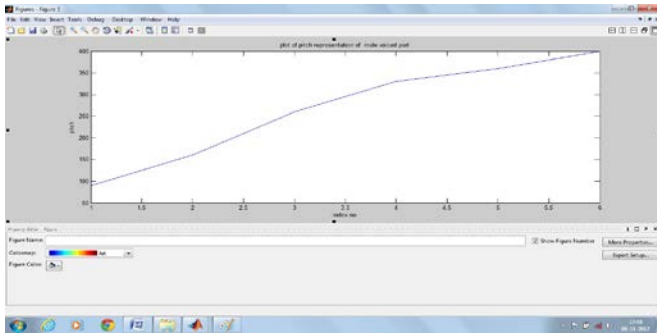 Figures - Figure 1
File Edit View Insert Tools Debug Desktop Window Help
plot of pitch representation of male voiced part
400
350
300
250
200
150
100
50
pitch
1 1.5 2 2.5 3 3.5 4 4.5 5 5.5 6
index no
Figure Name:
Show Figure Number
More Properties...
Colormap:
Jet
Export Setup...
Figure Color: